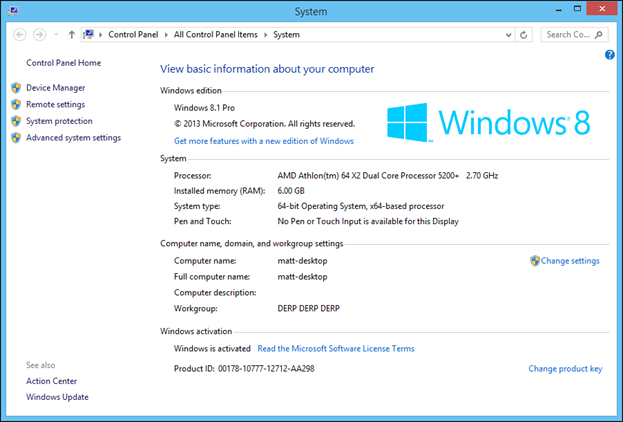 System
Control Panel All Control Panel Items System
Search Co...
Control Panel Home
Device Manager
Remote settings
System protection
Advanced system settings
See also
Action Center
Windows Update
View basic information about your computer
Windows edition
Windows 8.1 Pro
© 2013 Microsoft Corporation. All rights reserved.
Get more features with a new edition of Windows
Windows 8
System
Processor: AMD Athlon(tm) 64 X2 Dual Core Processor 5200+ 2.70 GHz
Installed memory (RAM): 6.00 GB
System type: 64-bit Operating System, x64-based processor
Pen and Touch: No Pen or Touch Input is available for this Display
Computer name, domain, and workgroup settings
Computer name: matt-desktop Change settings
Full computer name: matt-desktop
Computer description:
Workgroup: DERP DERP DERP
Windows activation
Windows is activated Read the Microsoft Software License Terms
Product ID: 00178-10777-12712-AA298 Change product key